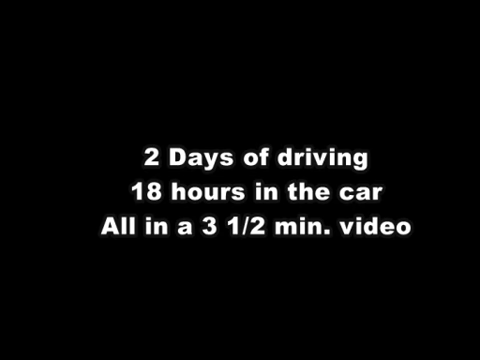 2 Days of driving
18 hours in the car
All in a 3 1/2 min. video